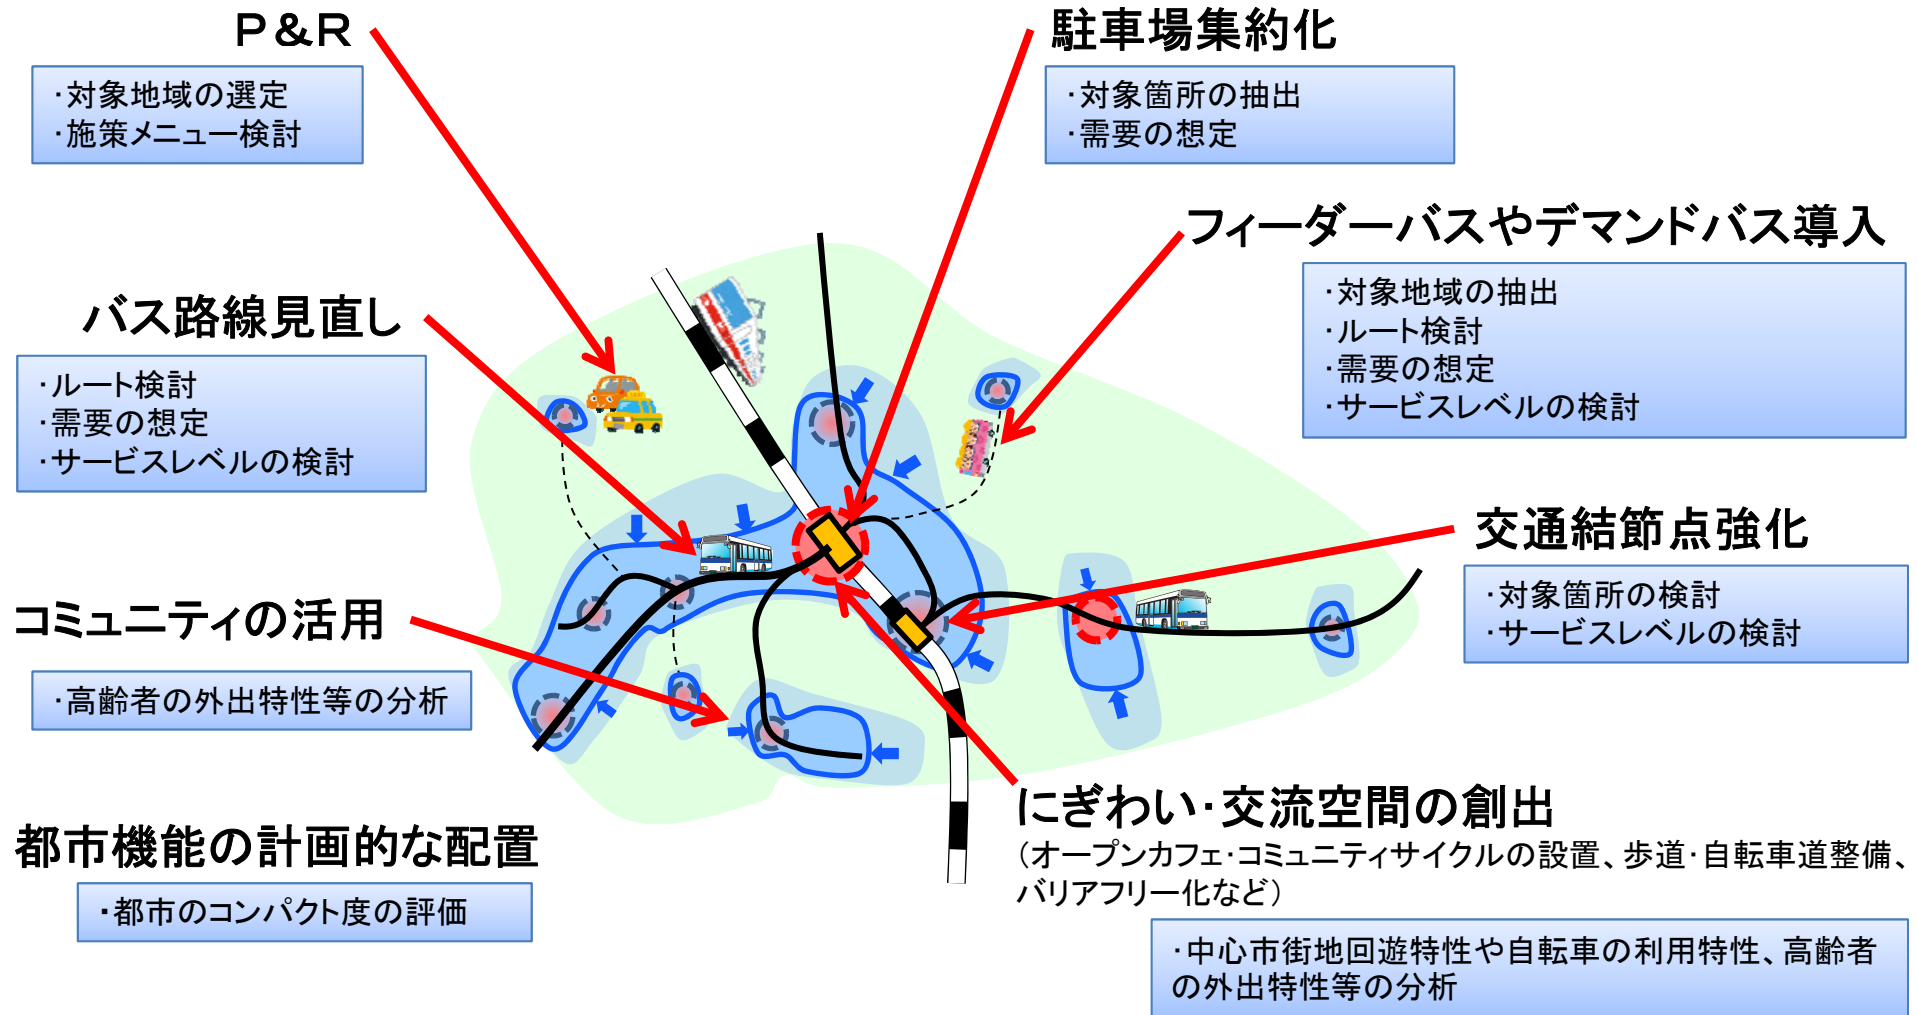 P&R
・対象地域の選定
・施策メニュー検討
駐車場集約化
・対象箇所の抽出
・需要の想定
フィーダーバスやデマンドバス導入
・対象地域の抽出
・ルート検討
・需要の想定
・サービスレベルの検討
バス路線見直し
・ルート検討
・需要の想定
・サービスレベルの検討
交通結節点強化
・対象箇所の検討
・サービスレベルの検討
コミュニティの活用
・高齢者の外出特性等の分析
にぎわい・交流空間の創出
（オープンカフェ・コミュニティサイクルの設置、歩道・自転車道整備、
バリアフリー化など）
・中心市街地回遊特性や自転車の利用特性、高齢者
の外出特性等の分析
都市機能の計画的な配置
・都市のコンパクト度の評価